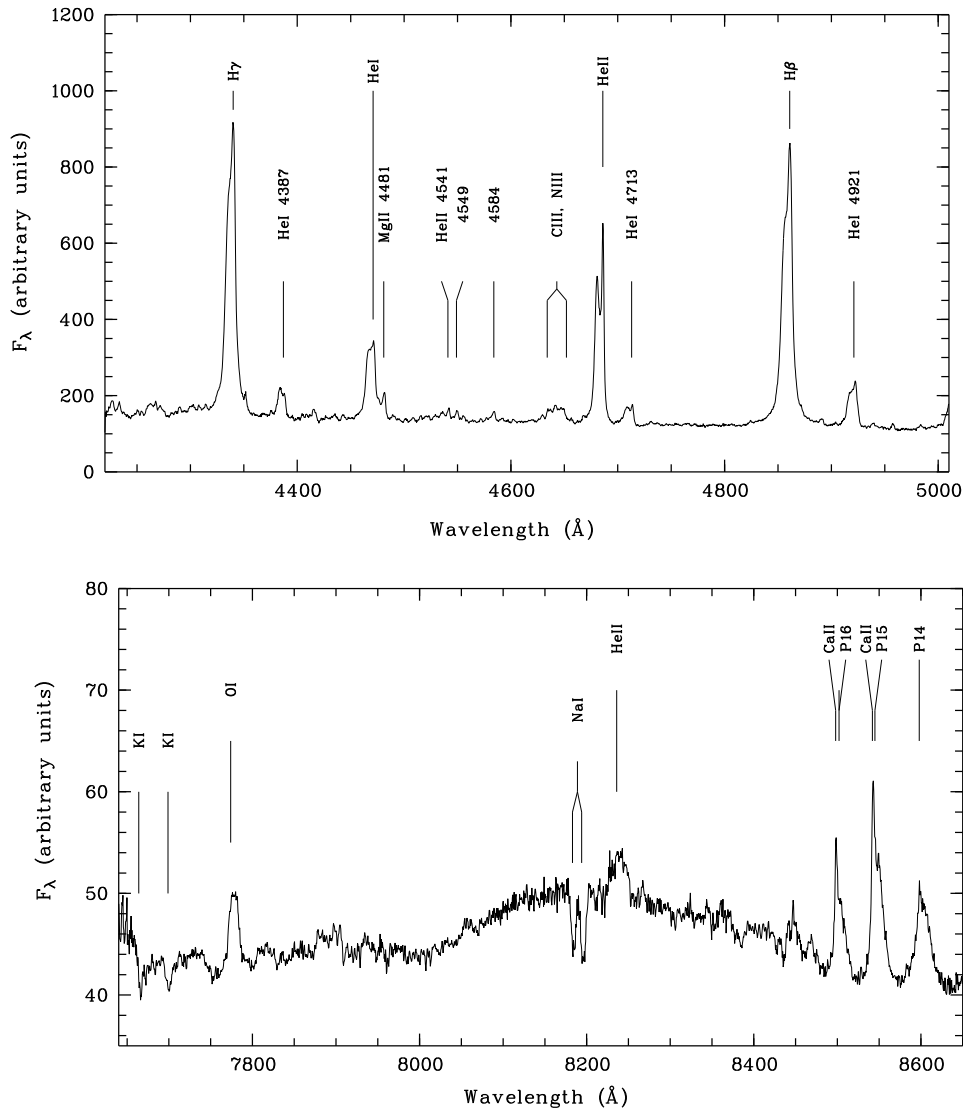 1200
1000
800
600
400
200
0
F_λ (arbitrary units)
Hγ
HeI 4387
HeI
MgII 4481
HeII 4541
4549
4584
CIII, NIII
HeII
HeI 4713
Hβ
HeI 4921
4400
4600
4800
5000
Wavelength (Å)
80
70
60
50
40
F_λ (arbitrary units)
KI
KI
OI
NaI
HeII
CaII
P16
CaII
P15
P14
7800
8000
8200
8400
8600
Wavelength (Å)